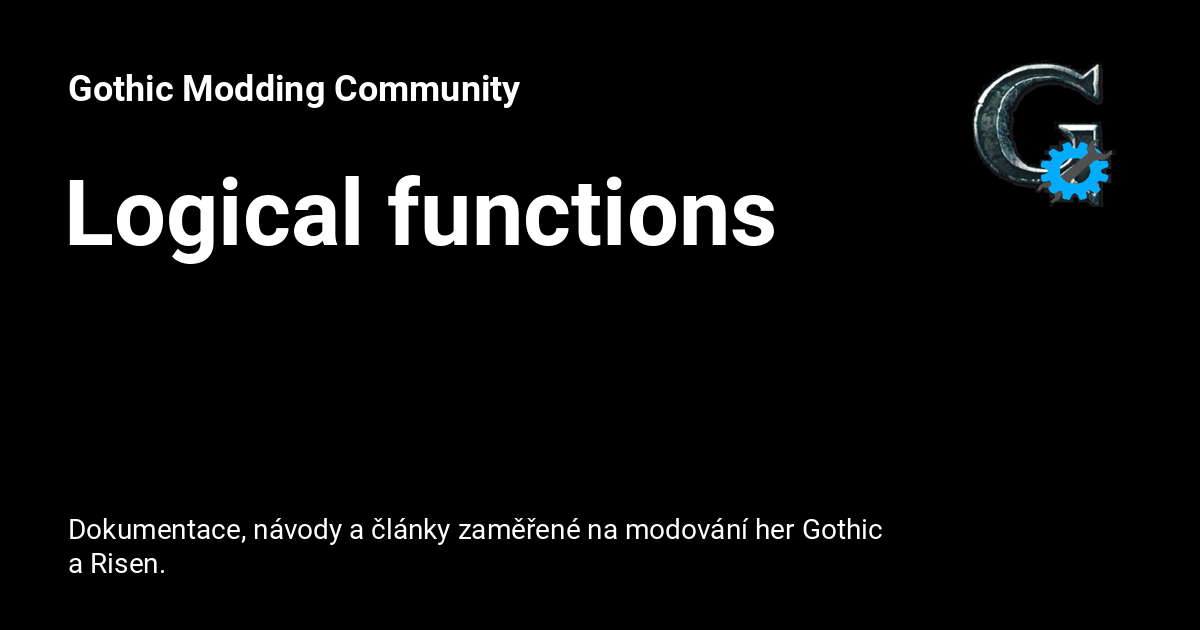 Gothic Modding Community
Logical functions
Dokumentace, návody a články zaměřené na modování her Gothic
a Risen.